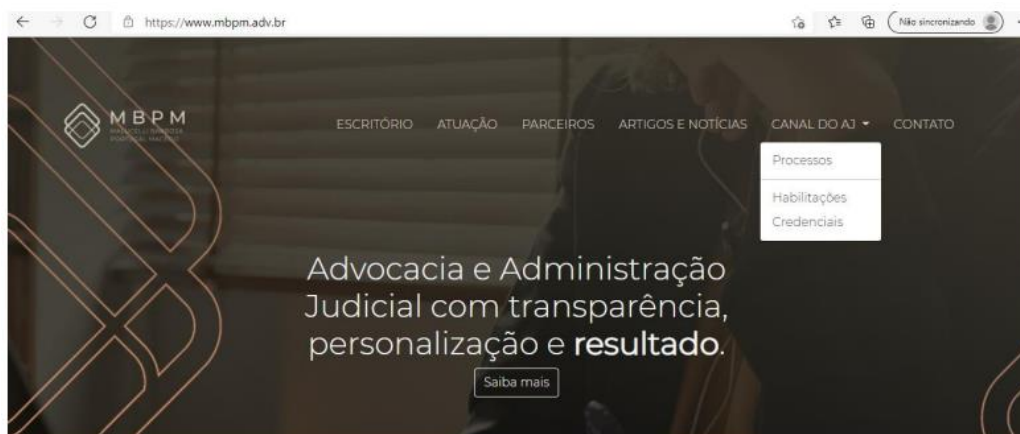 https://www.mbpm.adv.br
Não sincronizando
MBPM
ESCRITÓRIO ATUAÇÃO PARCEIROS ARTIGOS E NOTÍCIAS CANAL DO AJ CONTATO
Processos
Habilitações
Credenciais
Advocacia e Administração
Judicial com transparência,
personalização e resultado.
Saiba mais